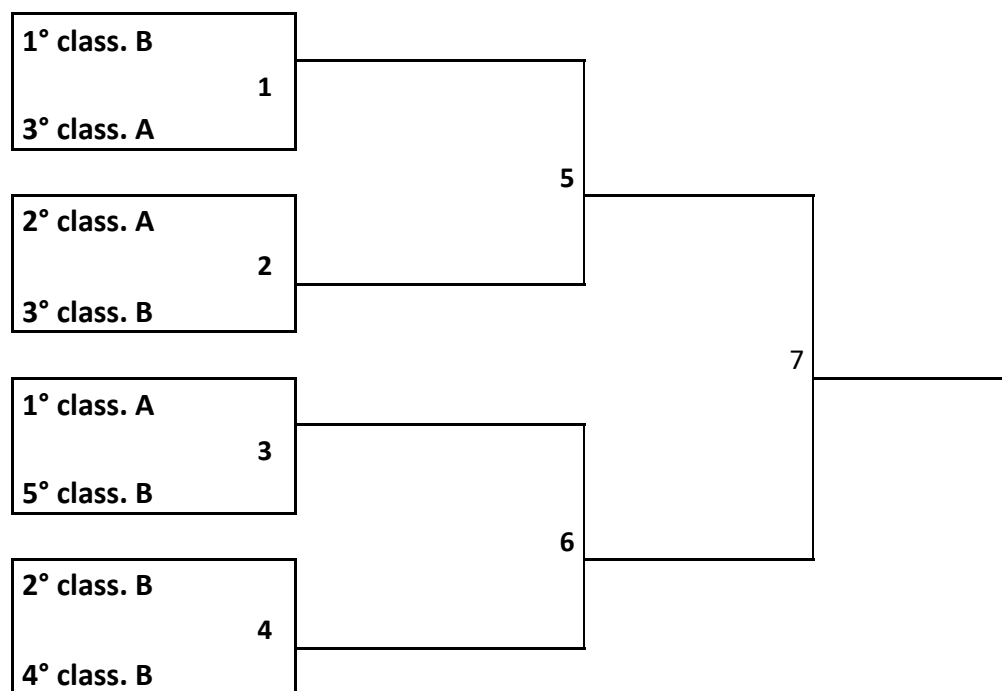 1° class. B
1
3° class. A
5
2° class. A
2
3° class. B
7
1° class. A
3
5° class. B
6
2° class. B
4
4° class. B